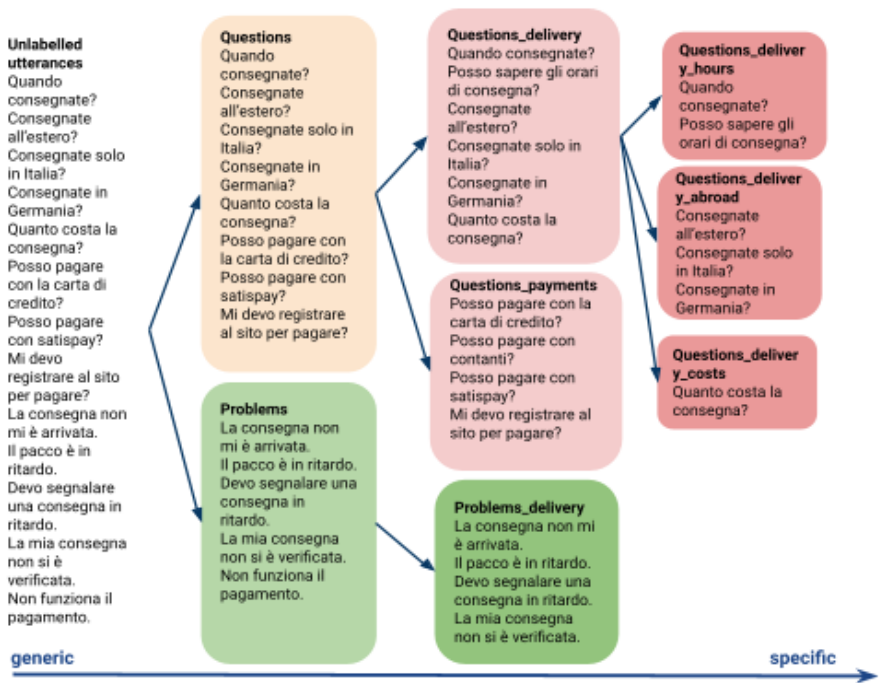 Unlabelled
utterances
Quando
consegnate?
Consegnate
all'estero?
Consegnate solo
in Italia?
Consegnate in
Germania?
Quanto costa la
consegna?
Posso pagare
con la carta di
credito?
Posso pagare
con satispay?
Mi devo
registrare al sito
per pagare?
La consegna non
mi è arrivata.
Il pacco è in
ritardo.
Devo segnalare
una consegna in
ritardo.
La mia consegna
non si è
verificata.
Non funziona il
pagamento.
Questions
Quando
consegnate?
Consegnate
all'estero?
Consegnate solo in
Italia?
Consegnate in
Germania?
Quanto costa la
consegna?
Posso pagare con
la carta di credito?
Posso pagare con
satispay?
Mi devo registrare
al sito per pagare?
Problems
La consegna non
mi è arrivata.
Il pacco è in ritardo.
Devo segnalare una
consegna in
ritardo.
La mia consegna
non si è verificata.
Non funziona il
pagamento.
Questions_delivery
Quando consegnate?
Posso sapere gli orari
di consegna?
Consegnate
all'estero?
Consegnate solo in
Italia?
Consegnate in
Germania?
Quanto costa la
consegna?
Questions_payments
Posso pagare con la
carta di credito?
Posso pagare con
contanti?
Posso pagare con
satispay?
Mi devo registrare al
sito per pagare?
Problems_delivery
La consegna non mi
è arrivata.
Il pacco è in ritardo.
Devo segnalare una
consegna in ritardo.
La mia consegna
non si è verificata.
Questions_deliver
y_hours
Quando
consegnate?
Posso sapere gli
orari di consegna?
Questions_deliver
y_abroad
Consegnate
all'estero?
Consegnate solo
in Italia?
Consegnate in
Germania?
Questions_deliver
y_costs
Quanto costa la
consegna?
generic
specific